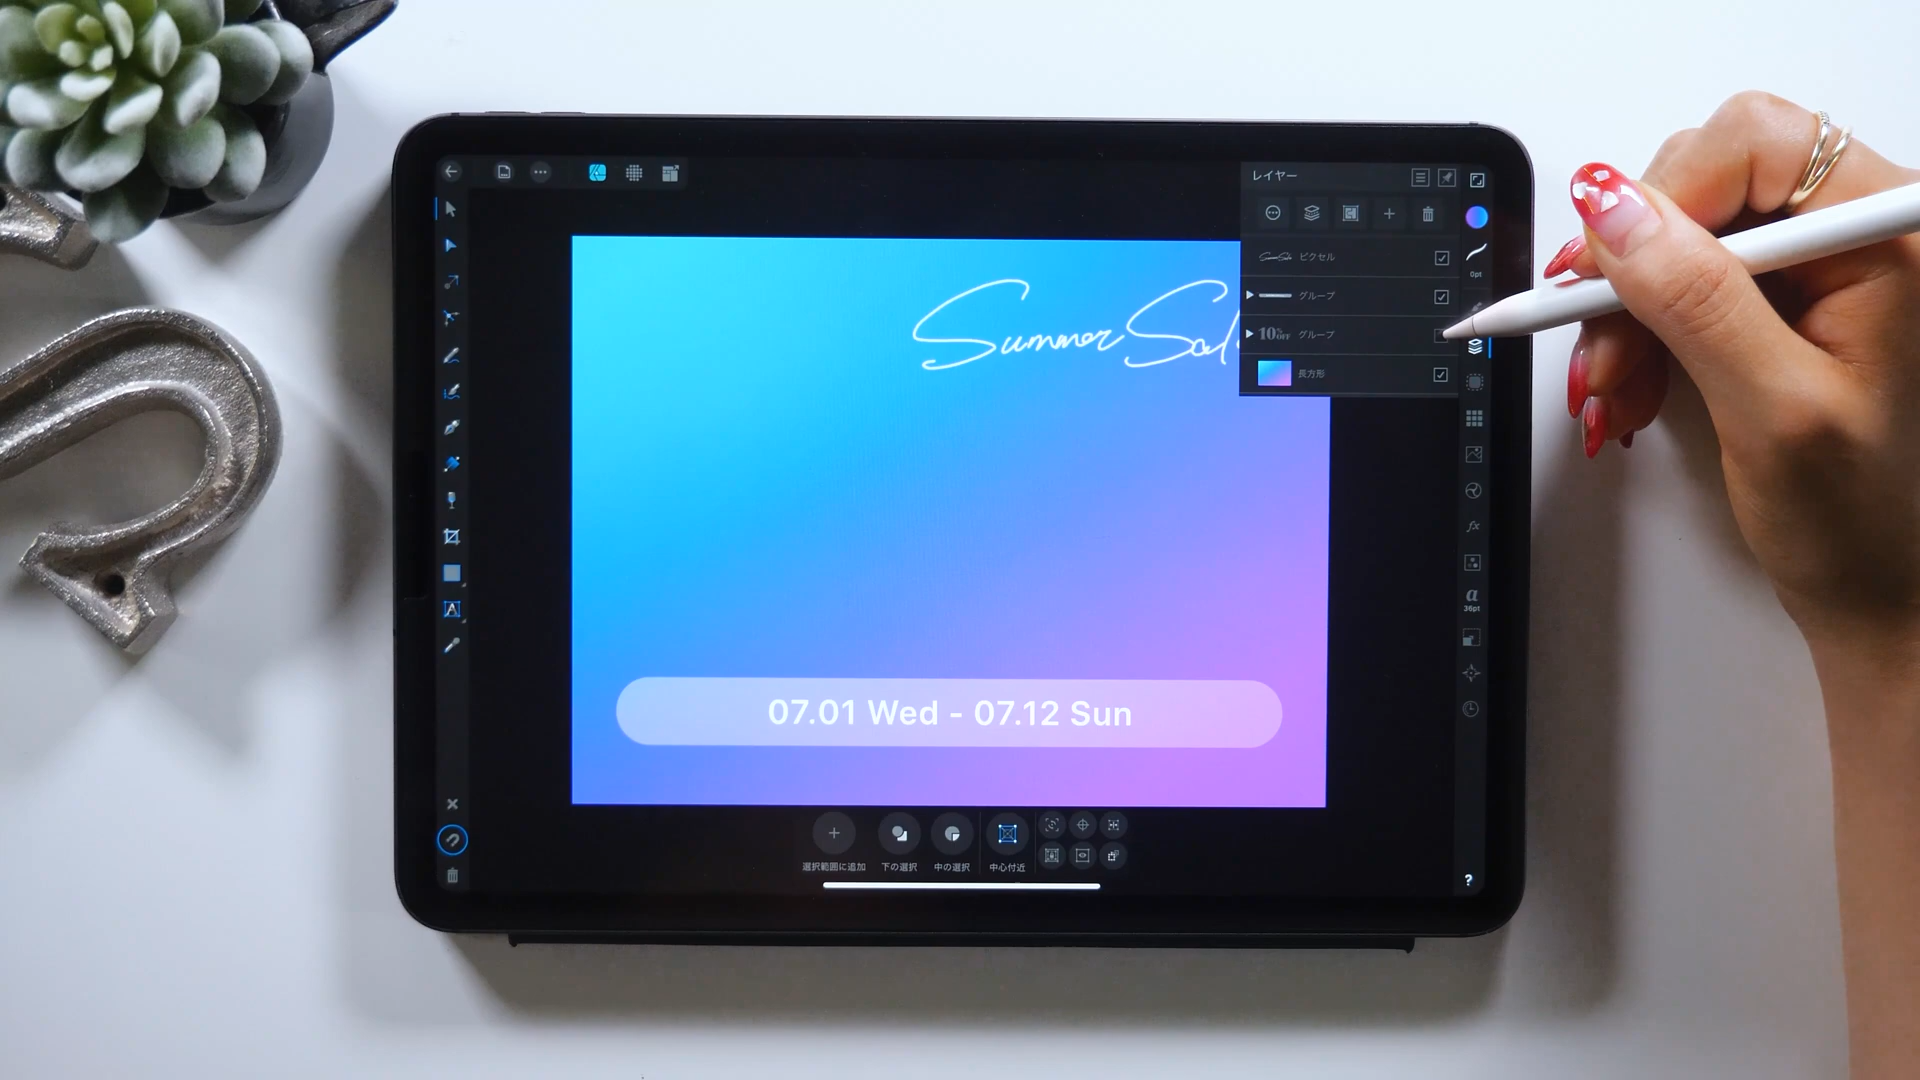 レイヤー
ピクセル
グループ
10%OFF グループ
長方形
0pt
Summer Sal
36pt
07.01 Wed - 07.12 Sun
選択範囲に追加
下の選択
中の選択
中心付近
?